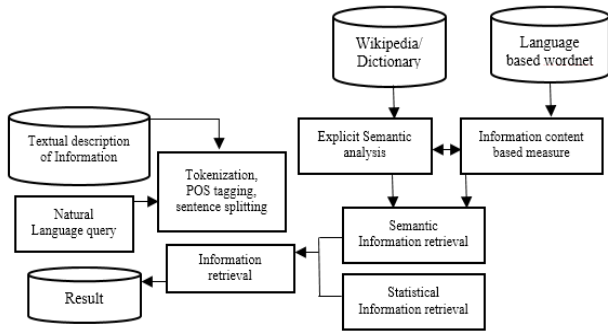 Wikipedia/
Dictionary
Language
based wordnet
Textual description
of Information
Explicit Semantic
analysis
Information content
based measure
Tokenization,
POS tagging,
sentence splitting
Natural
Language query
Semantic
Information retrieval
Information
retrieval
Result
Statistical
Information retrieval